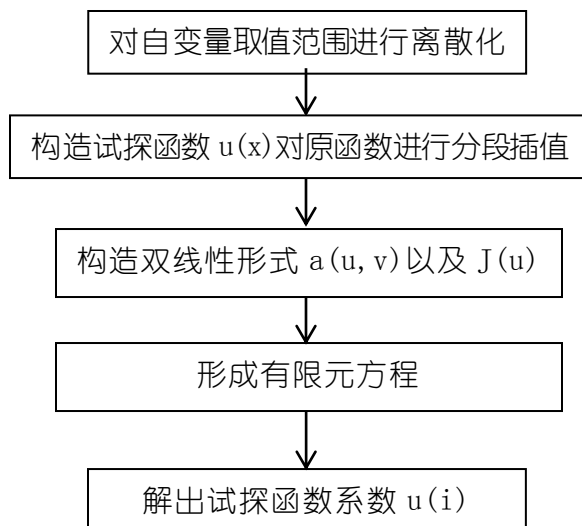 对自变量取值范围进行离散化
构造试探函数 u(x)对原函数进行分段插值
构造双线性形式 a(u,v)以及 J(u)
形成有限元方程
解出试探函数系数 u(i)